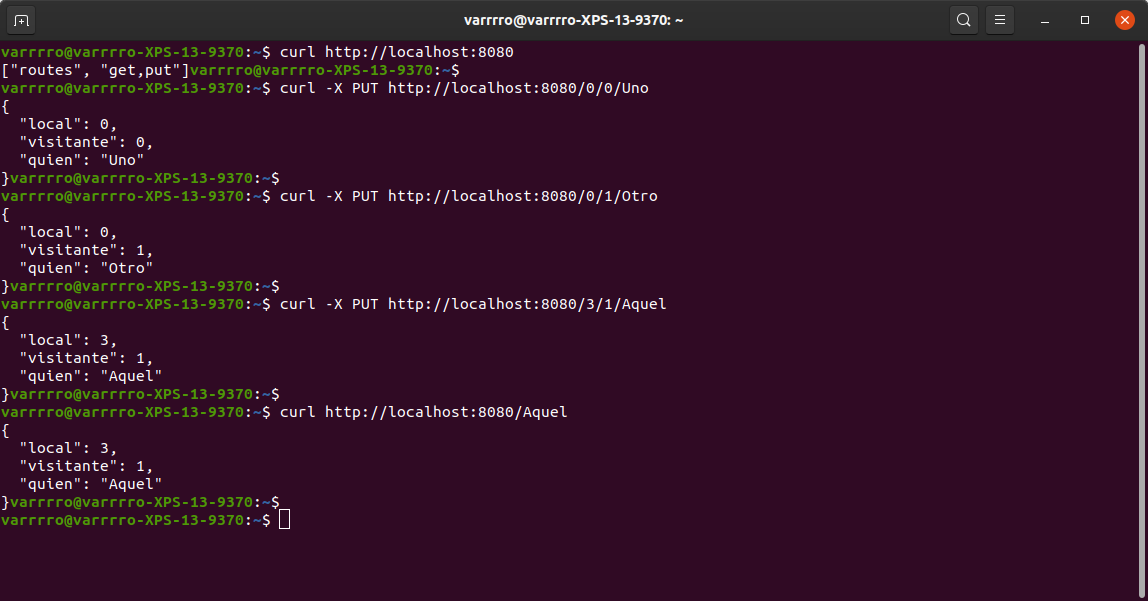 varrrro@varrrro-XPS-13-9370: ~
varrrro@varrrro-XPS-13-9370:~$ curl http://localhost:8080
["routes", "get,put"]varrrro@varrrro-XPS-13-9370:~$
varrrro@varrrro-XPS-13-9370:~$ curl -X PUT http://localhost:8080/0/0/Uno
{
  "local": 0,
  "visitante": 0,
  "quien": "Uno"
}varrrro@varrrro-XPS-13-9370:~$
varrrro@varrrro-XPS-13-9370:~$ curl -X PUT http://localhost:8080/0/1/Otro
{
  "local": 0,
  "visitante": 1,
  "quien": "Otro"
}varrrro@varrrro-XPS-13-9370:~$
varrrro@varrrro-XPS-13-9370:~$ curl -X PUT http://localhost:8080/3/1/Aquel
{
  "local": 3,
  "visitante": 1,
  "quien": "Aquel"
}varrrro@varrrro-XPS-13-9370:~$
varrrro@varrrro-XPS-13-9370:~$ curl http://localhost:8080/Aquel
{
  "local": 3,
  "visitante": 1,
  "quien": "Aquel"
}varrrro@varrrro-XPS-13-9370:~$
varrrro@varrrro-XPS-13-9370:~$